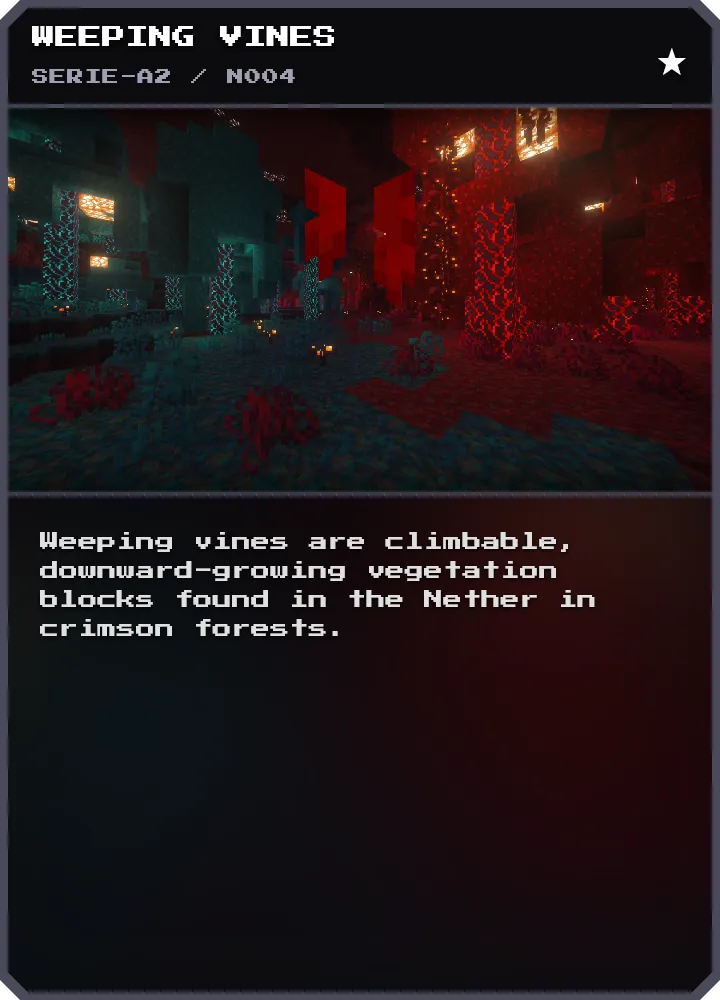 WEEPING VINES
SERIE-A2 / N004
Weeping vines are climbable,
downward-growing vegetation
blocks found in the Nether in
crimson forests.